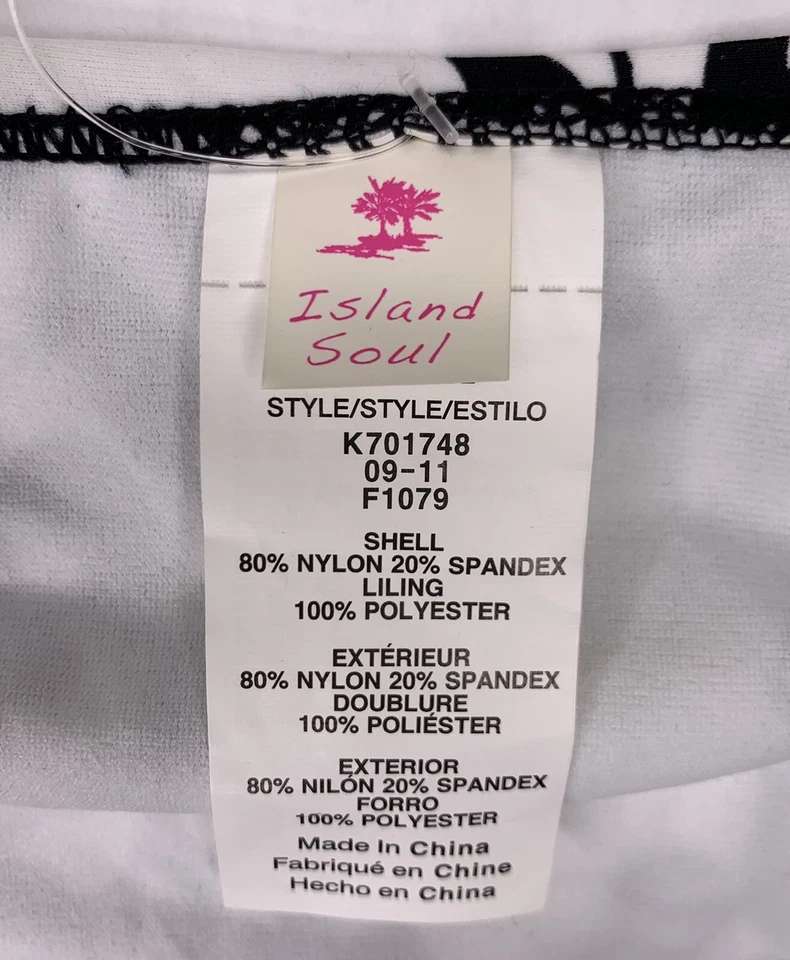 Island
Soul
STYLE/STYLE/ESTILO
K701748
09-11
F1079
SHELL
80% NYLON 20% SPANDEX
LILING
100% POLYESTER
EXTÉRIEUR
80% NYLON 20% SPANDEX
DOUBLURE
100% POLIÉSTER
EXTERIOR
80% NILÓN 20% SPANDEX
FORRO
100% POLYESTER
Made In China
Fabriqué en Chine
Hecho en China